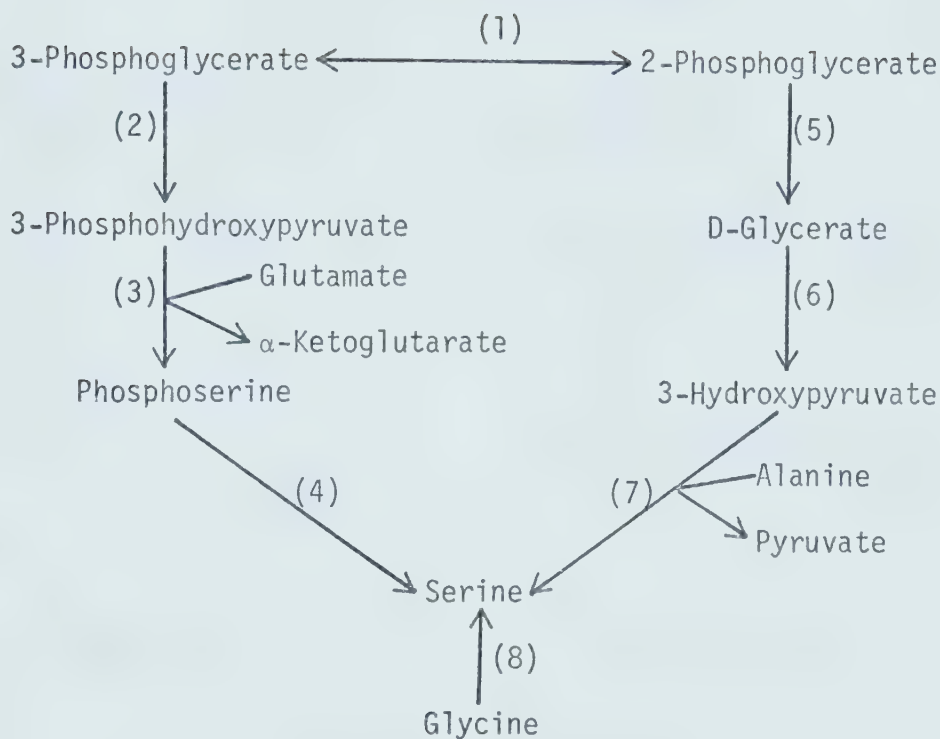 (1)
3-Phosphoglycerate 2-Phosphoglycerate
(2) (5)
3-Phosphohydroxypyruvate D-Glycerate
(3) Glutamate (6)
α-Ketoglutarate
Phosphoserine 3-Hydroxypyruvate
(4) (7) Alanine
Pyruvate
Serine
(8)
Glycine